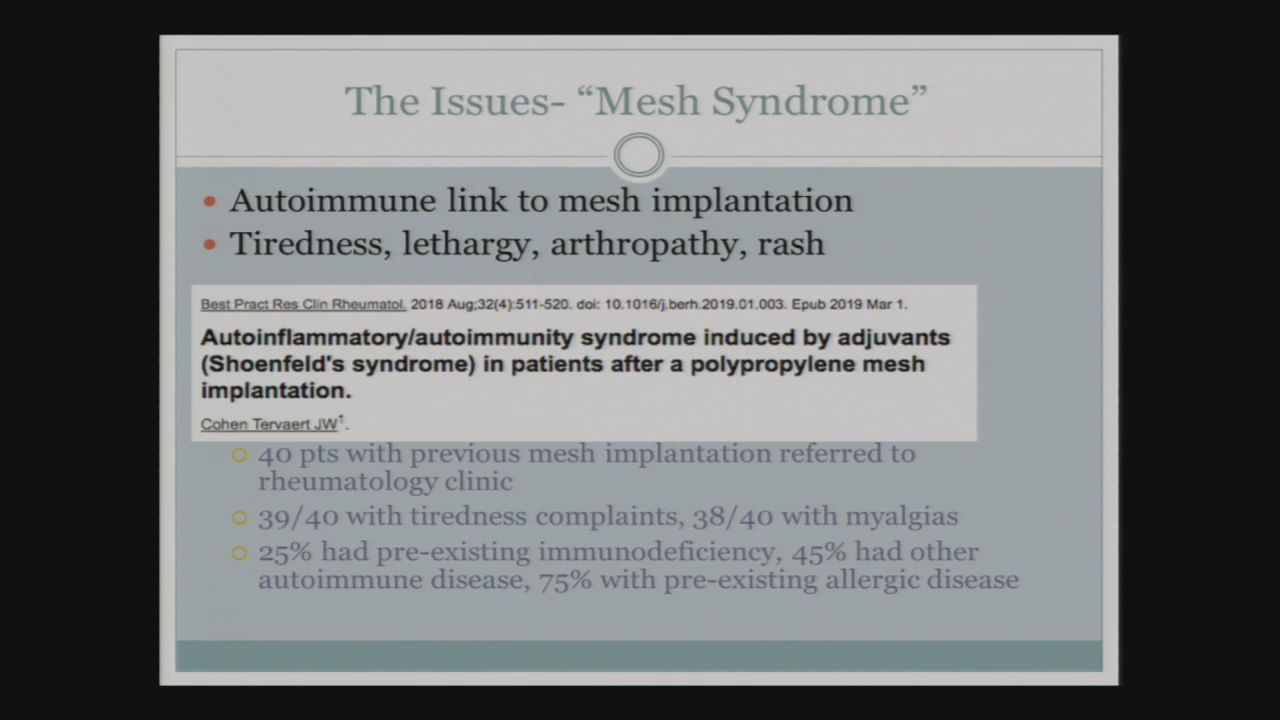 The Issues- “Mesh Syndrome”
Autoimmune link to mesh implantation
Tiredness, lethargy, arthropathy, rash
Best Pract Res Clin Rheumatol. 2018 Aug;32(4):511-520. doi: 10.1016/j.berh.2019.01.003. Epub 2019 Mar 1.
Autoinflammatory/autoimmunity syndrome induced by adjuvants
(Shoenfeld's syndrome) in patients after a polypropylene mesh
implantation.
Cohen Tervaert JW1.
40 pts with previous mesh implantation referred to
rheumatology clinic
39/40 with tiredness complaints, 38/40 with myalgias
25% had pre-existing immunodeficiency, 45% had other
autoimmune disease, 75% with pre-existing allergic disease